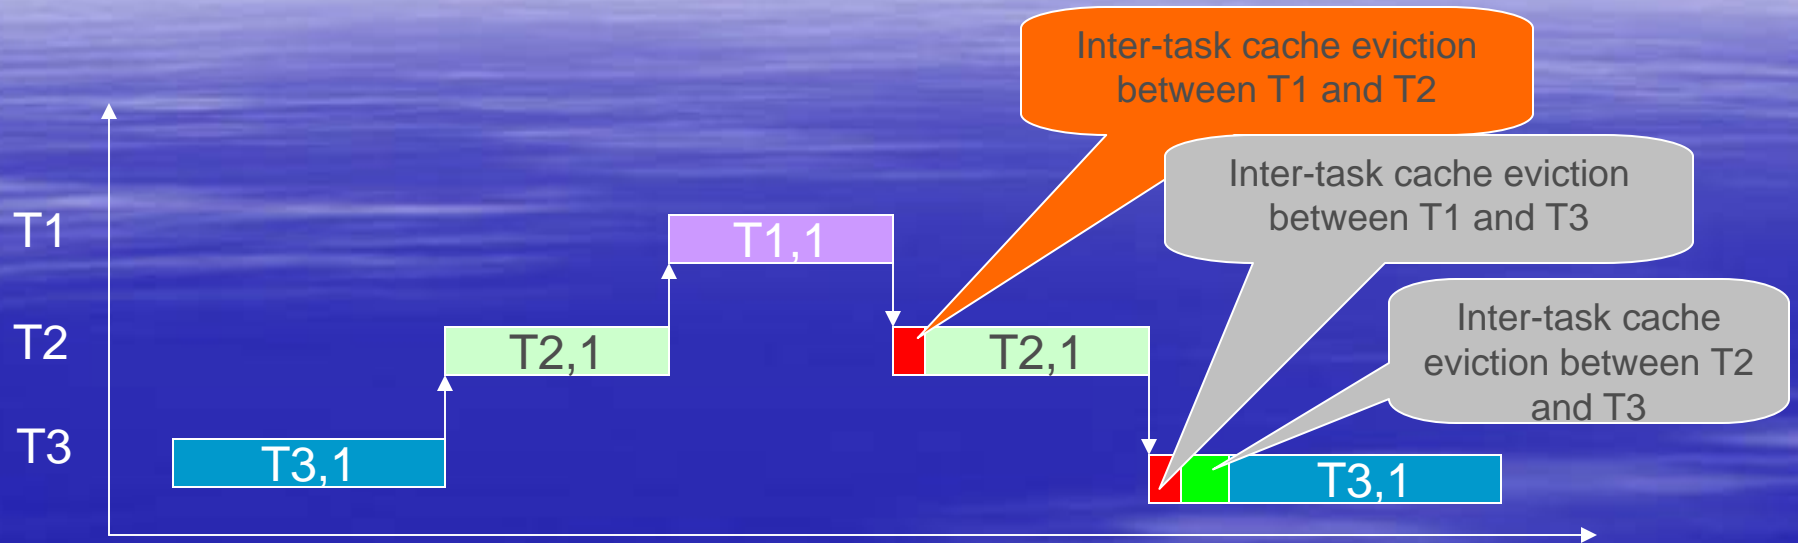 Inter-task cache eviction
between T1 and T2
Inter-task cache eviction
between T1 and T3
T1
T1,1
Inter-task cache
eviction between T2
and T3
T2
T2,1
T2,1
T3
T3,1
T3,1